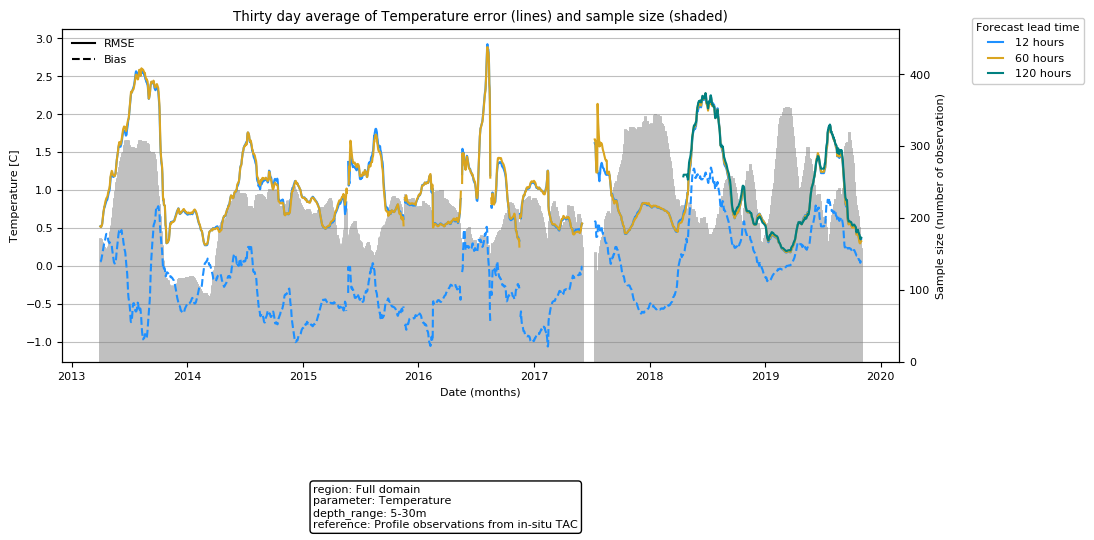 Thirty day average of Temperature error (lines) and sample size (shaded)
RMSE
Bias
Forecast lead time
12 hours
60 hours
120 hours
3.0
2.5
2.0
1.5
1.0
0.5
0.0
−0.5
−1.0
Temperature [C]
400
300
200
100
0
Sample size (number of observation)
2013 2014 2015 2016 2017 2018 2019 2020
Date (months)
region: Full domain
parameter: Temperature
depth_range: 5-30m
reference: Profile observations from in-situ TAC